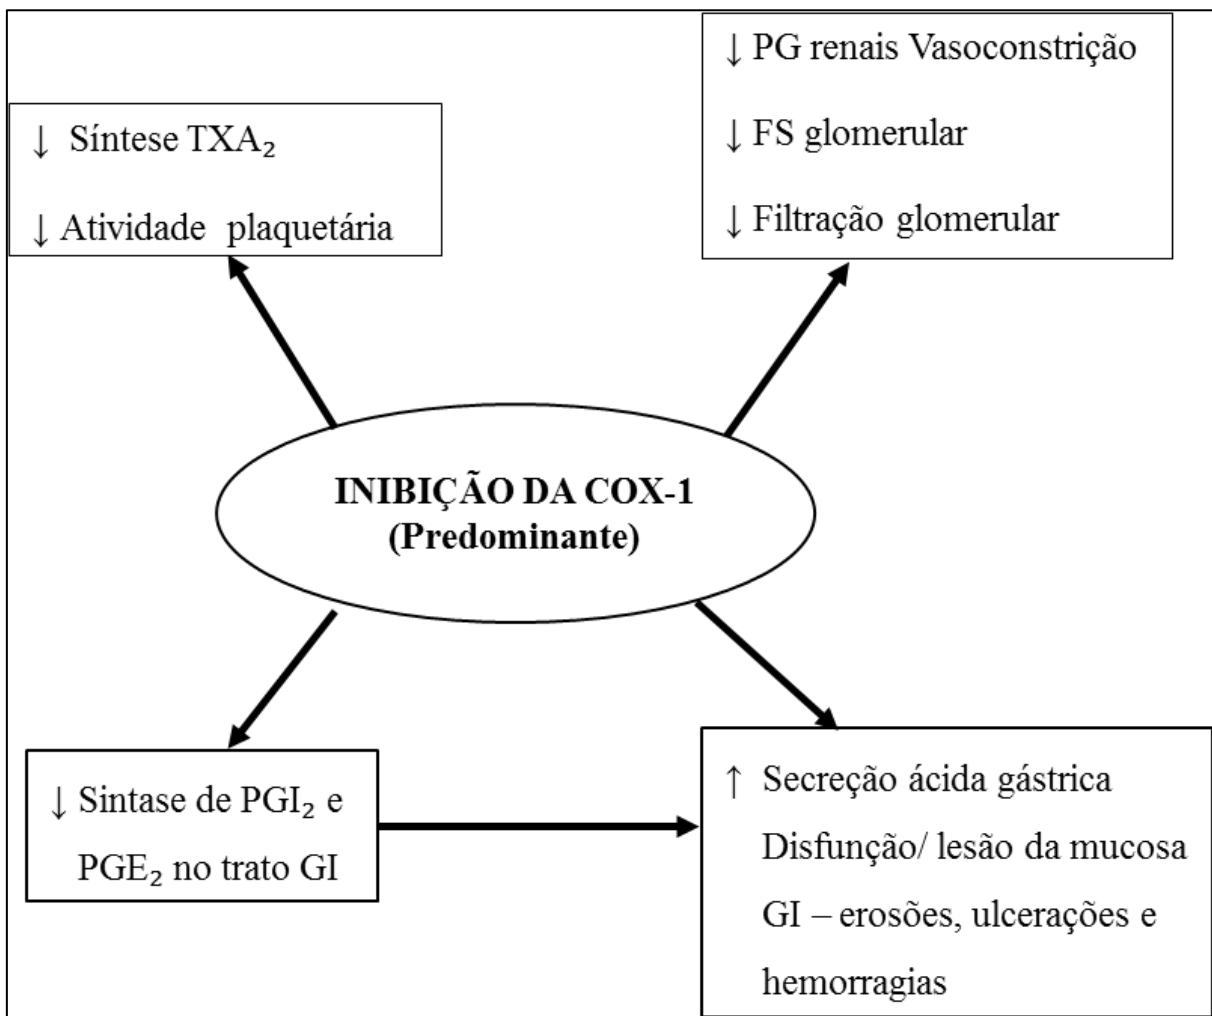 ↓ Síntese TXA₂
↓ Atividade plaquetária
↓ PG renais Vasoconstrição
↓ FS glomerular
↓ Filtração glomerular
INIBIÇÃO DA COX-1
(Predominante)
↓ Sintase de PGI₂ e
PGE₂ no trato GI
↑ Secreção ácida gástrica
Disfunção/ lesão da mucosa
GI – erosões, ulcerações e
hemorragias